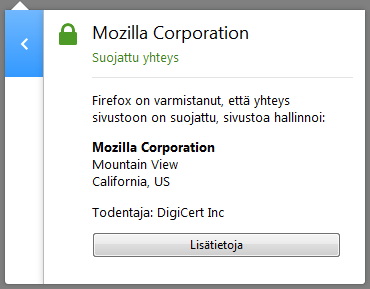 Mozilla Corporation
Suojattu yhteys
Firefox on varmistanut, että yhteys
sivustoon on suojattu, sivustoa hallinnoi:
Mozilla Corporation
Mountain View
California, US
Todentaja: DigiCert Inc
Lisätietoja